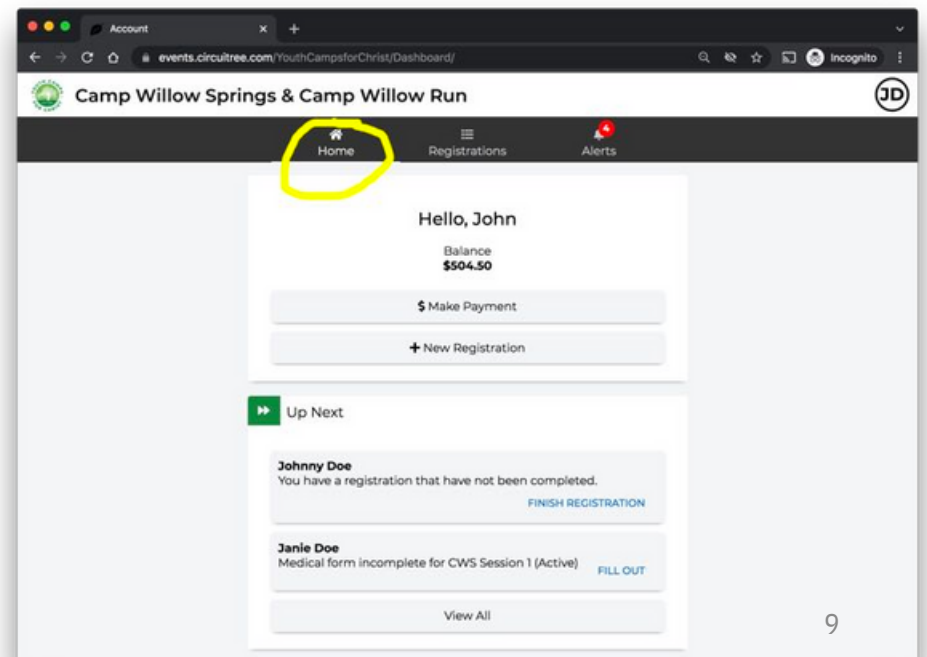 Account
events.circuitree.com/YouthCampsforChrist/Dashboard/
Incognito
Camp Willow Springs & Camp Willow Run
JD
4
Home
Registrations
Alerts
Hello, John
Balance
$504.50
$ Make Payment
+ New Registration
Up Next
Johnny Doe
You have a registration that have not been completed.
FINISH REGISTRATION
Janie Doe
Medical form incomplete for CWS Session 1 (Active)
FILL OUT
View All
9